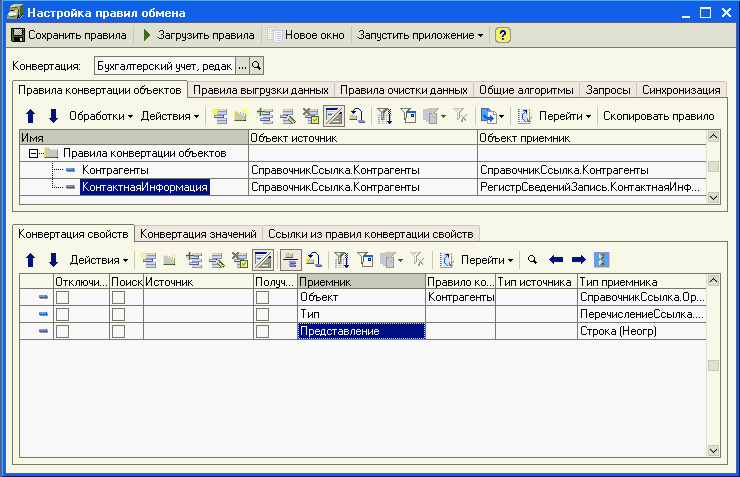 Настройка правил обмена
Сохранить правила Загрузить правила Новое окно Запустить приложение ?
Конвертация: Бухгалтерский учет, редак ...
Правила конвертации объектов Правила выгрузки данных Правила очистки данных Общие алгоритмы Запросы Синхронизация
Обработки Действия Перейти Скопировать правило
Имя Объект источник Объект приемник
Правила конвертации объектов
Контрагенты СправочникСсылка.Контрагенты СправочникСсылка.Контрагенты
КонтактнаяИнформация СправочникСсылка.Контрагенты РегистрСведенийЗапись.КонтактнаяИнф...
Конвертация свойств Конвертация значений Ссылки из правил конвертации свойств
Действия Перейти
Отключи... Поиск Источник Получ... Приемник Правило ко... Тип источника Тип приемника
Объект Контрагенты СправочникСсылка.Ор...
Тип ПеречислениеСсылка....
Представление Строка (Неогр)